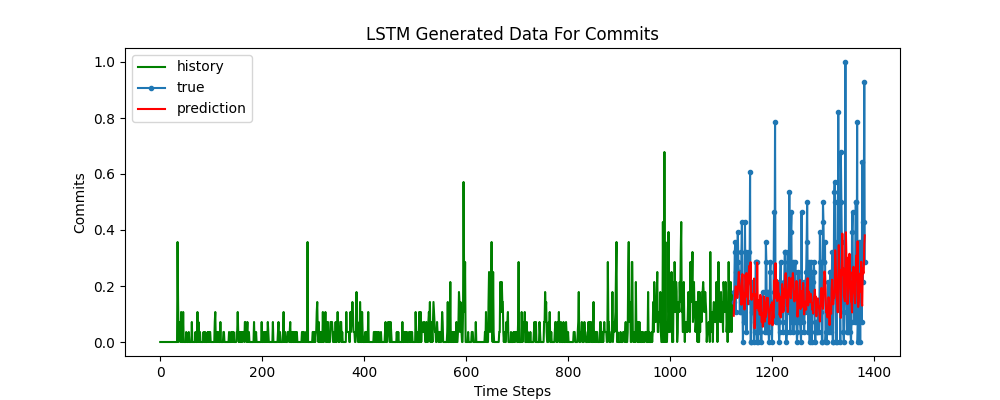 LSTM Generated Data For Commits
history
true
prediction
1.0
0.8
0.6
0.4
0.2
0.0
Commits
0 200 400 600 800 1000 1200 1400
Time Steps